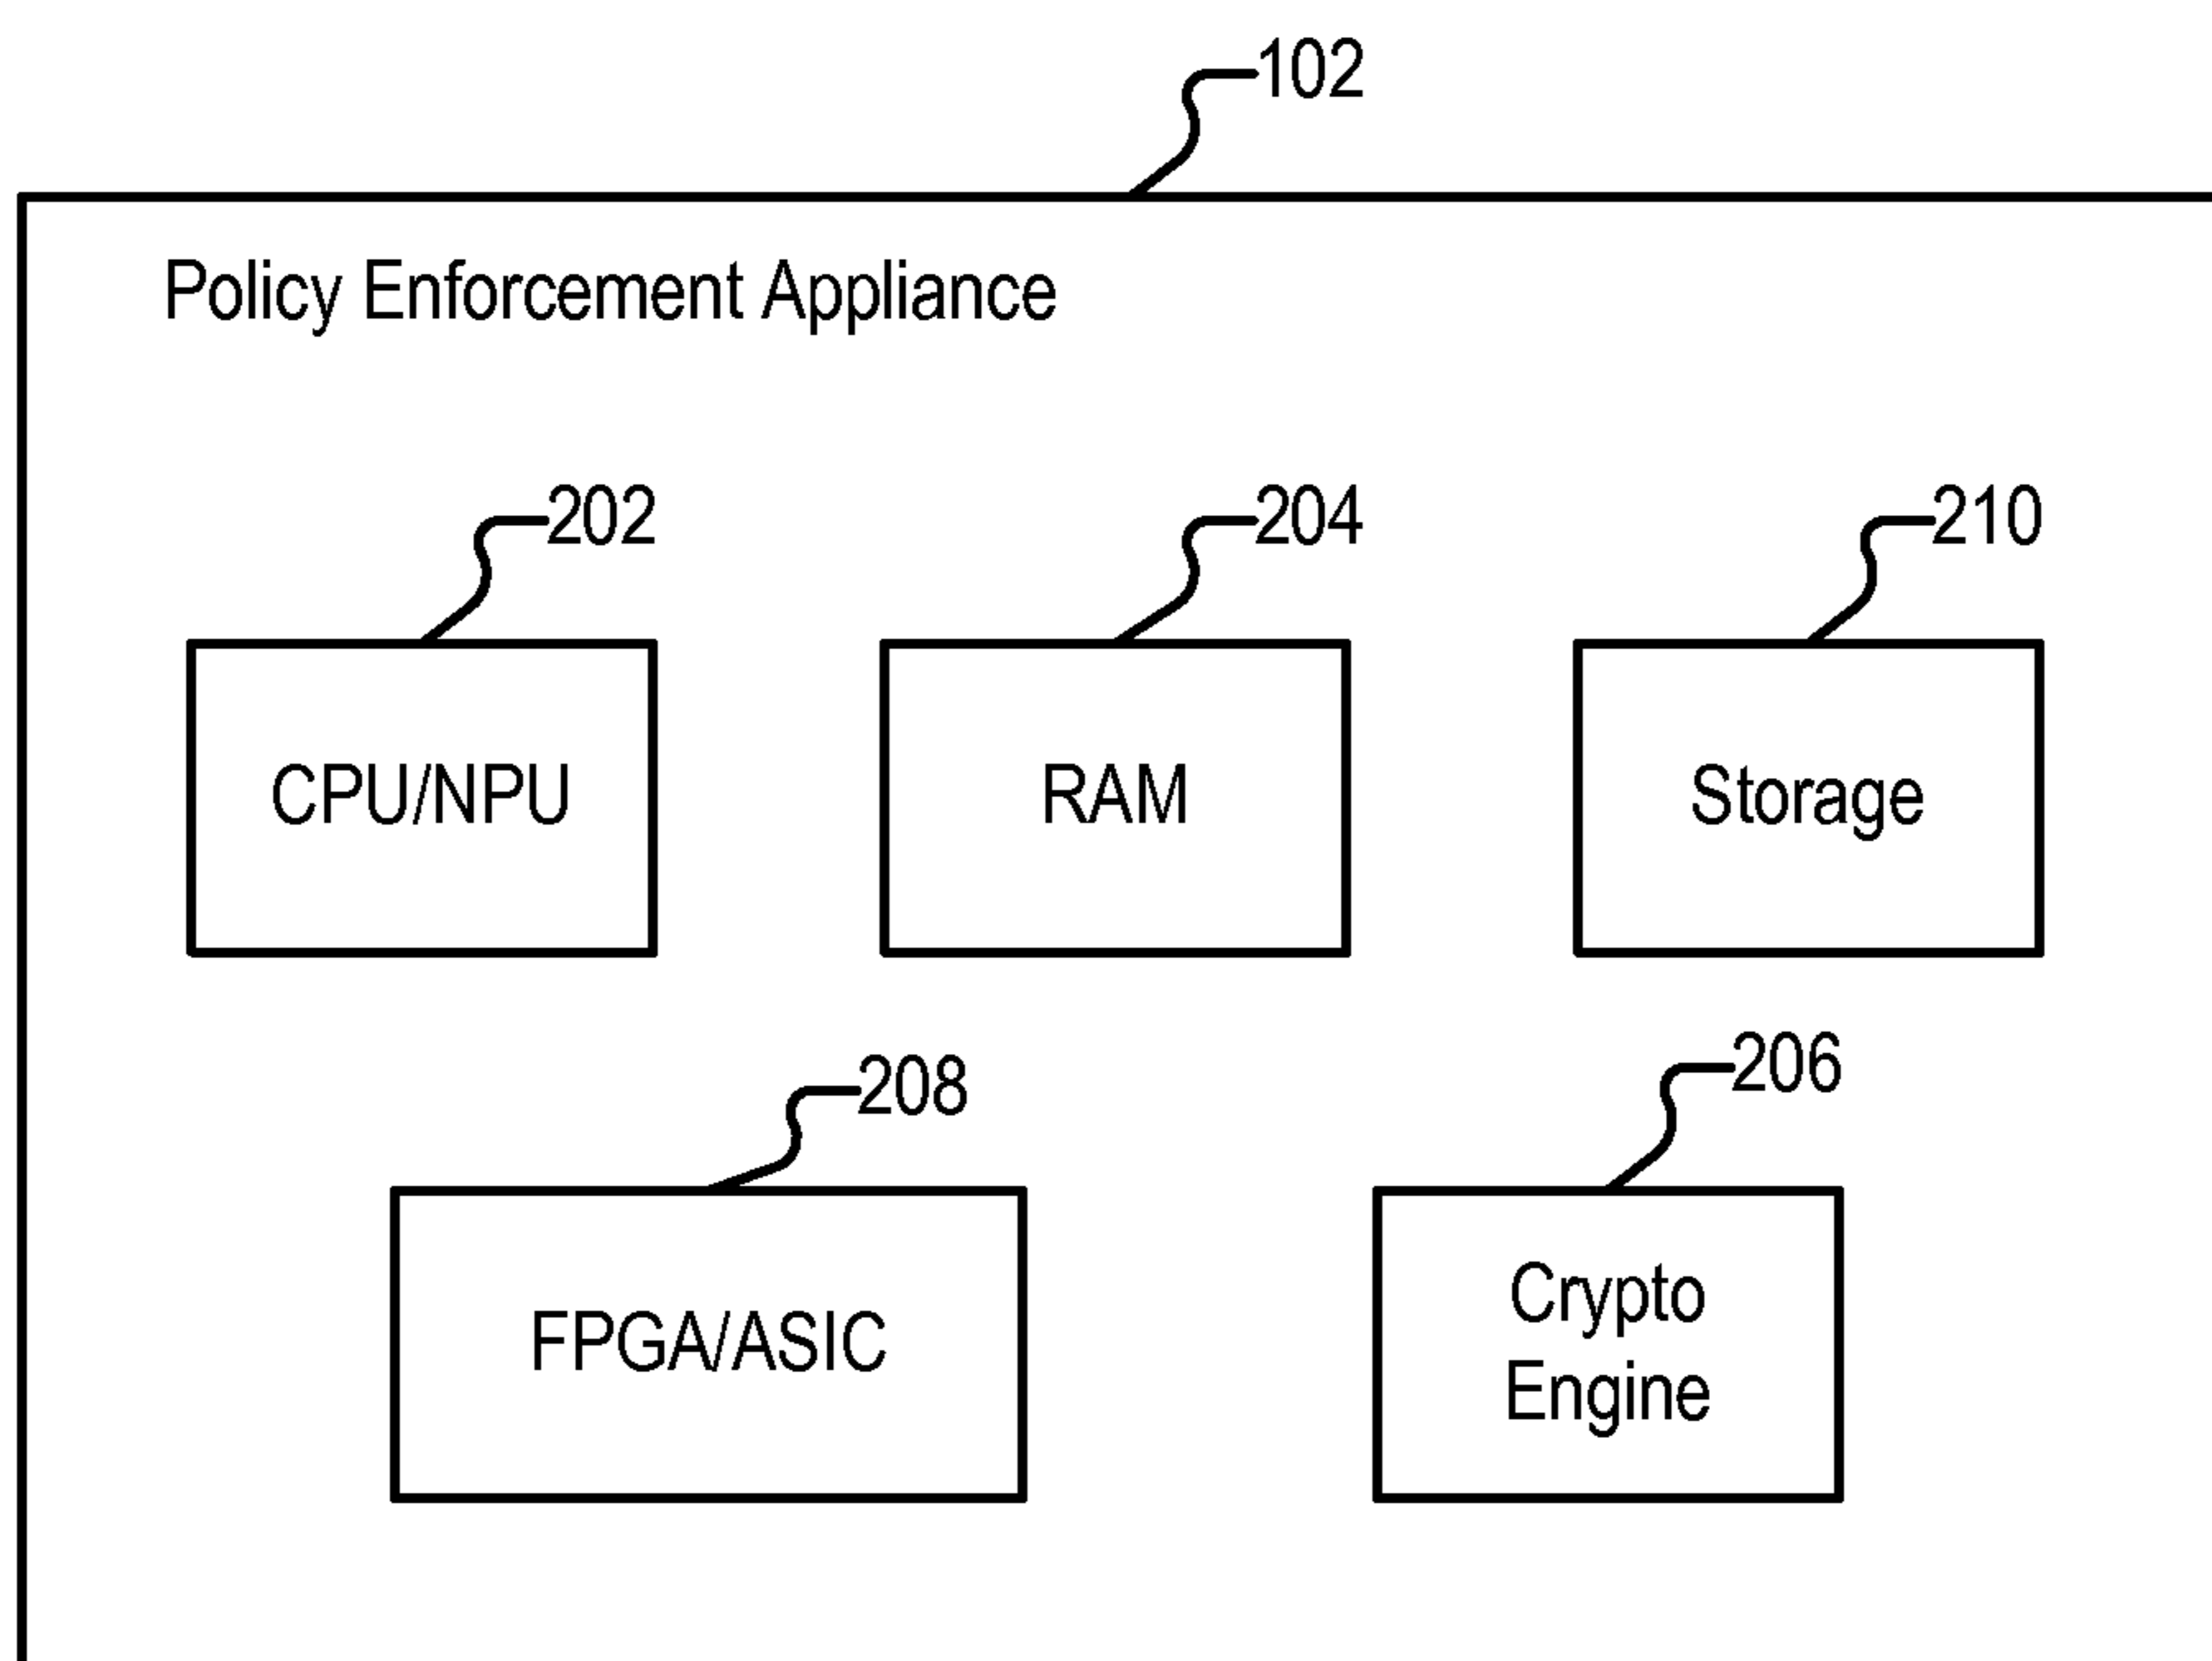 102
Policy Enforcement Appliance
202
204
210
CPU/NPU
RAM
Storage
208
206
FPGA/ASIC
Crypto
Engine